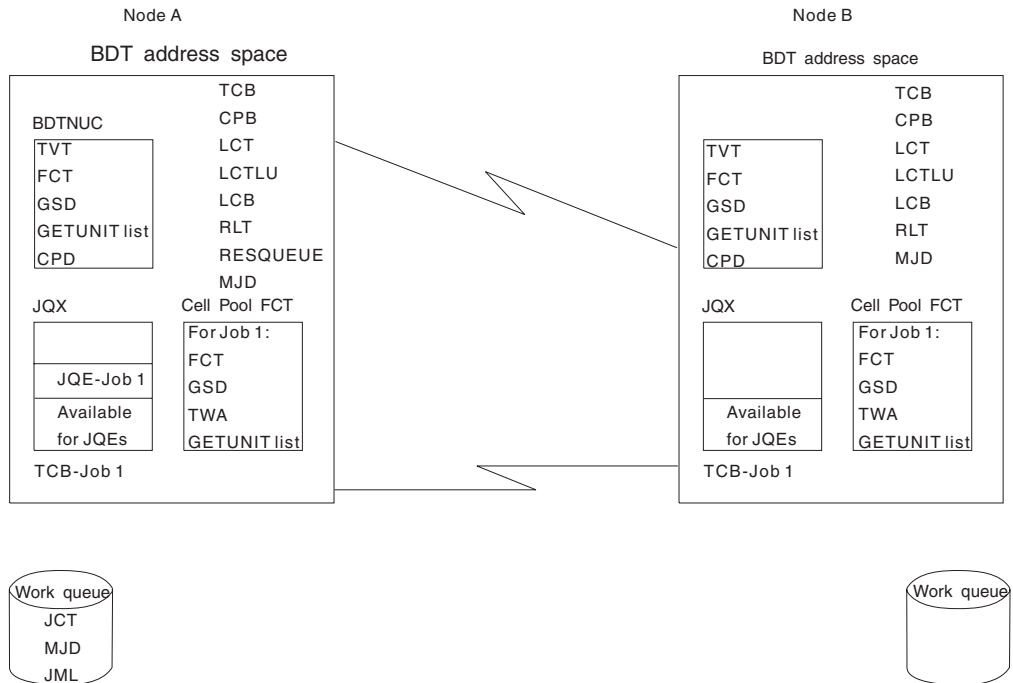 Node A
BDT address space
TCB
CPB
LCT
LCTLU
LCB
RLT
RESQUEUE
MJD
BDTNUC
TVT
FCT
GSD
GETUNIT list
CPD
JQX
JQE-Job 1
Available
for JQEs
Cell Pool FCT
For Job 1:
FCT
GSD
TWA
GETUNIT list
TCB-Job 1
Work queue
JCT
MJD
JML
Node B
BDT address space
TCB
CPB
LCT
LCTLU
LCB
RLT
MJD
TVT
FCT
GSD
GETUNIT list
CPD
JQX
Available
for JQEs
Cell Pool FCT
For Job 1:
FCT
GSD
TWA
GETUNIT list
TCB-Job 1
Work queue